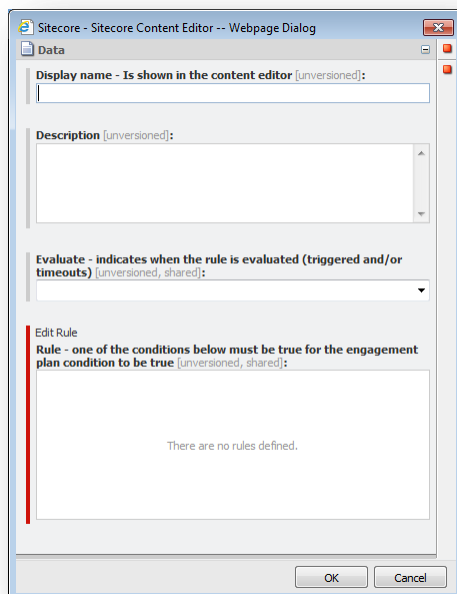 Sitecore - Sitecore Content Editor -- Webpage Dialog
Data
Display name - Is shown in the content editor [unversioned]:
Description [unversioned]:
Evaluate - indicates when the rule is evaluated (triggered and/or
timeouts) [unversioned, shared]:
Edit Rule
Rule - one of the conditions below must be true for the engagement
plan condition to be true [unversioned, shared]:
There are no rules defined.
OK
Cancel